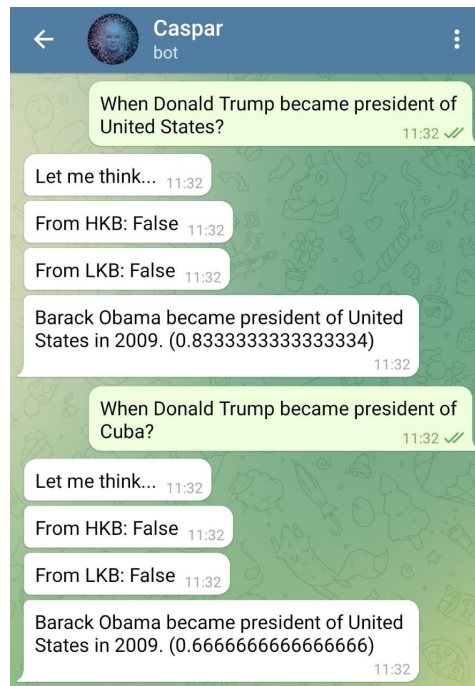 Caspar
bot
When Donald Trump became president of
United States?
11:32
Let me think... 11:32
From HKB: False 11:32
From LKB: False 11:32
Barack Obama became president of United
States in 2009. (0.8333333333333334)
11:32
When Donald Trump became president of
Cuba?
11:32
Let me think... 11:32
From HKB: False 11:32
From LKB: False 11:32
Barack Obama became president of United
States in 2009. (0.6666666666666666)
11:32